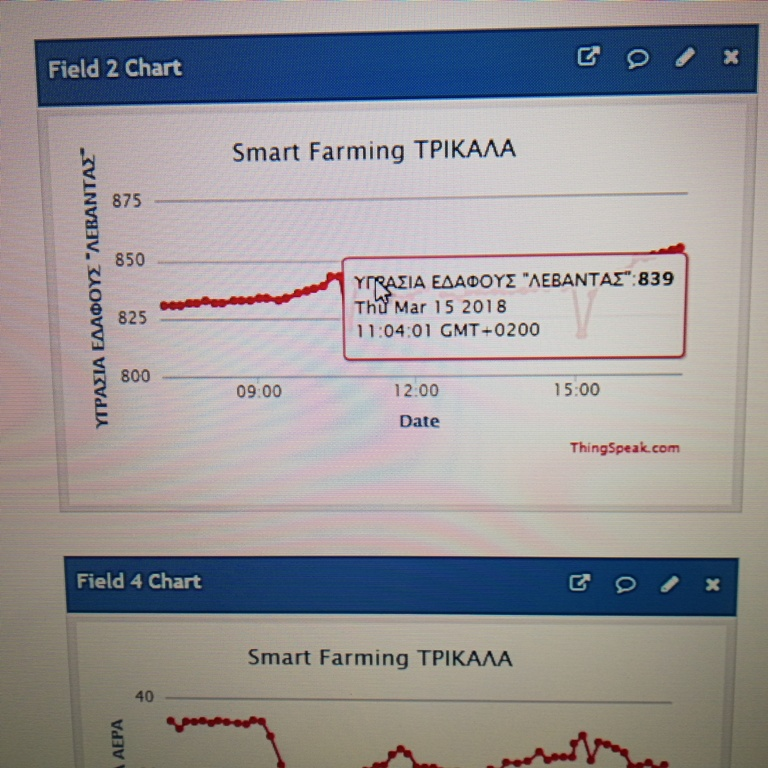 Field 2 Chart
Smart Farming ΤΡΙΚΑΛΑ
ΥΓΡΑΣΙΑ ΕΔΑΦΟΥΣ "ΛΕΒΑΝΤΑΣ"
875
850
825
800
ΥΓΡΑΣΙΑ ΕΔΑΦΟΥΣ "ΛΕΒΑΝΤΑΣ":839
Thu Mar 15 2018
11:04:01 GMT+0200
09:00 12:00 15:00
Date
ThingSpeak.com
Field 4 Chart
Smart Farming ΤΡΙΚΑΛΑ
40
ΑΕΡΑ